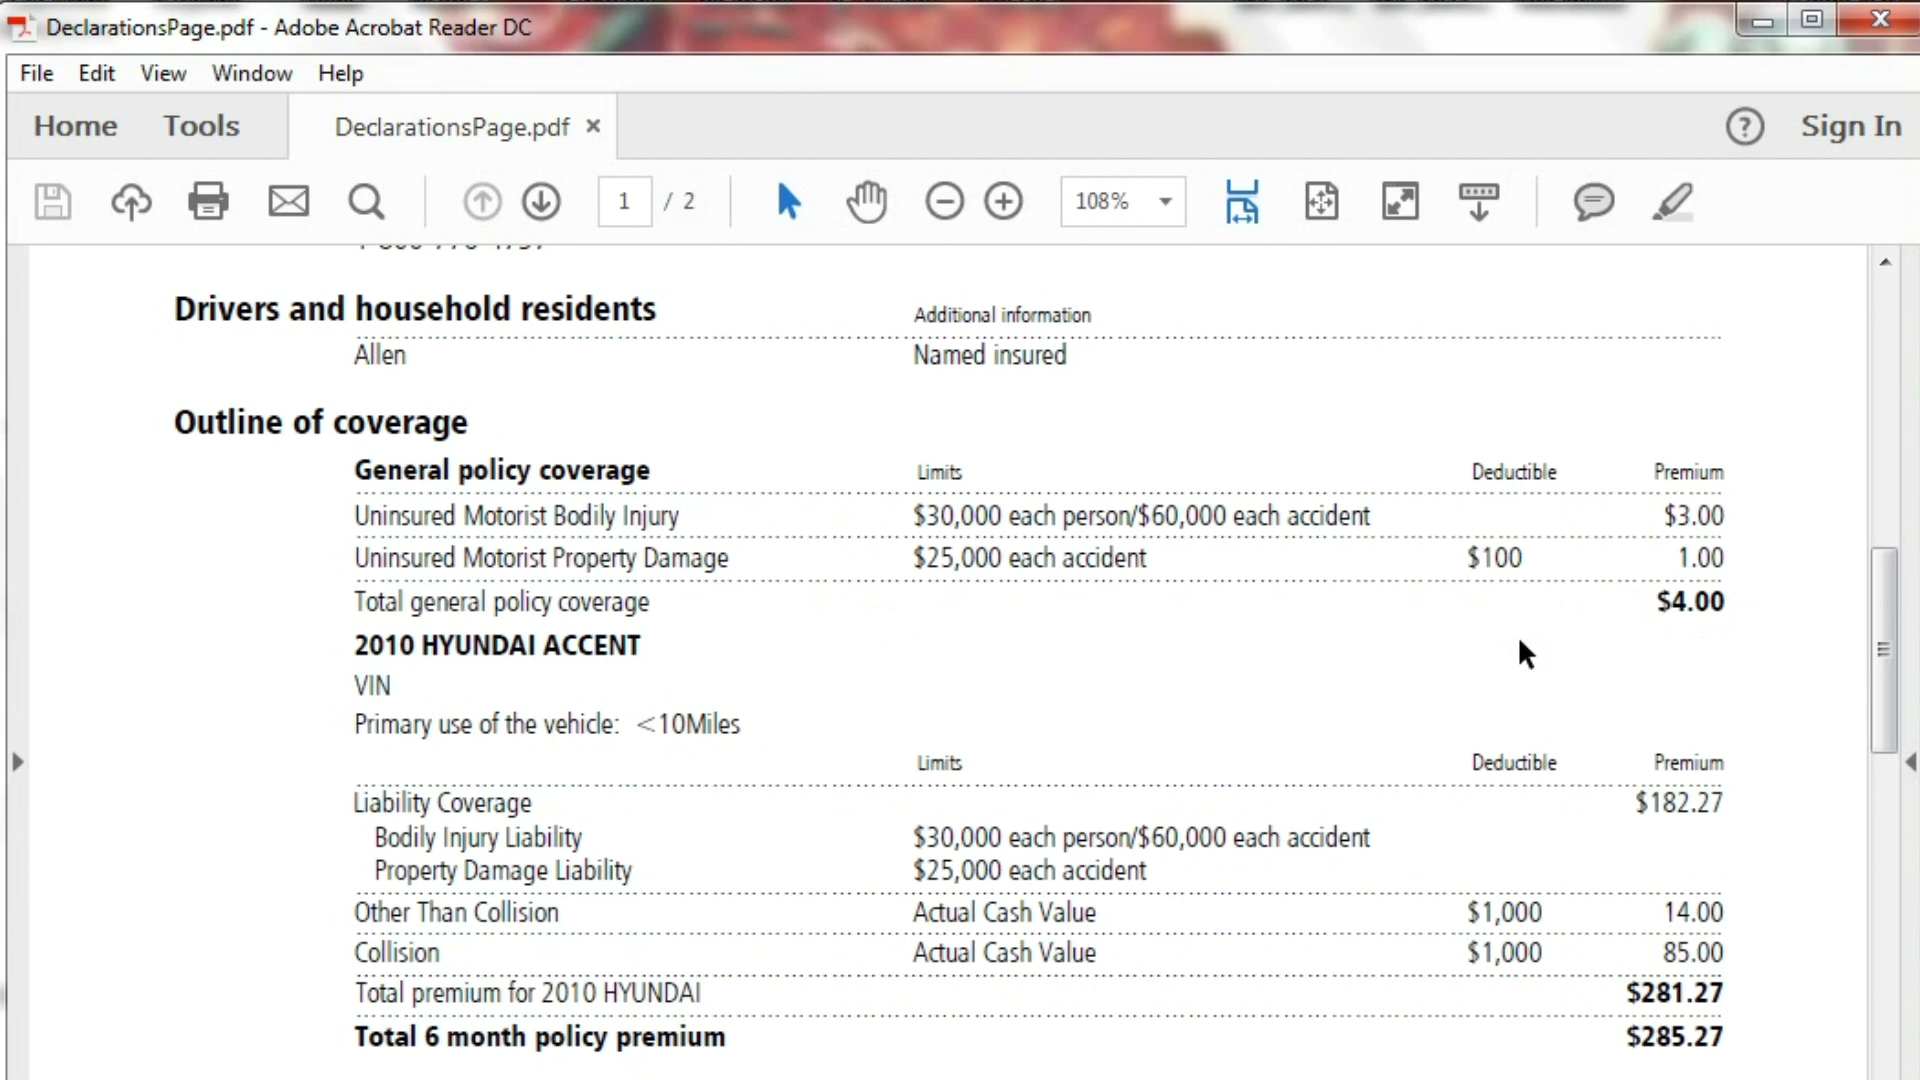 DeclarationsPage.pdf - Adobe Acrobat Reader DC
File Edit View Window Help
Home Tools DeclarationsPage.pdf × ? Sign In
1 / 2 108%
Drivers and household residents Additional information
Allen Named insured
Outline of coverage
General policy coverage Limits Deductible Premium
Uninsured Motorist Bodily Injury $30,000 each person/$60,000 each accident $3.00
Uninsured Motorist Property Damage $25,000 each accident $100 1.00
Total general policy coverage $4.00
2010 HYUNDAI ACCENT
VIN
Primary use of the vehicle: <10Miles
Limits Deductible Premium
Liability Coverage $182.27
Bodily Injury Liability $30,000 each person/$60,000 each accident
Property Damage Liability $25,000 each accident
Other Than Collision Actual Cash Value $1,000 14.00
Collision Actual Cash Value $1,000 85.00
Total premium for 2010 HYUNDAI $281.27
Total 6 month policy premium $285.27